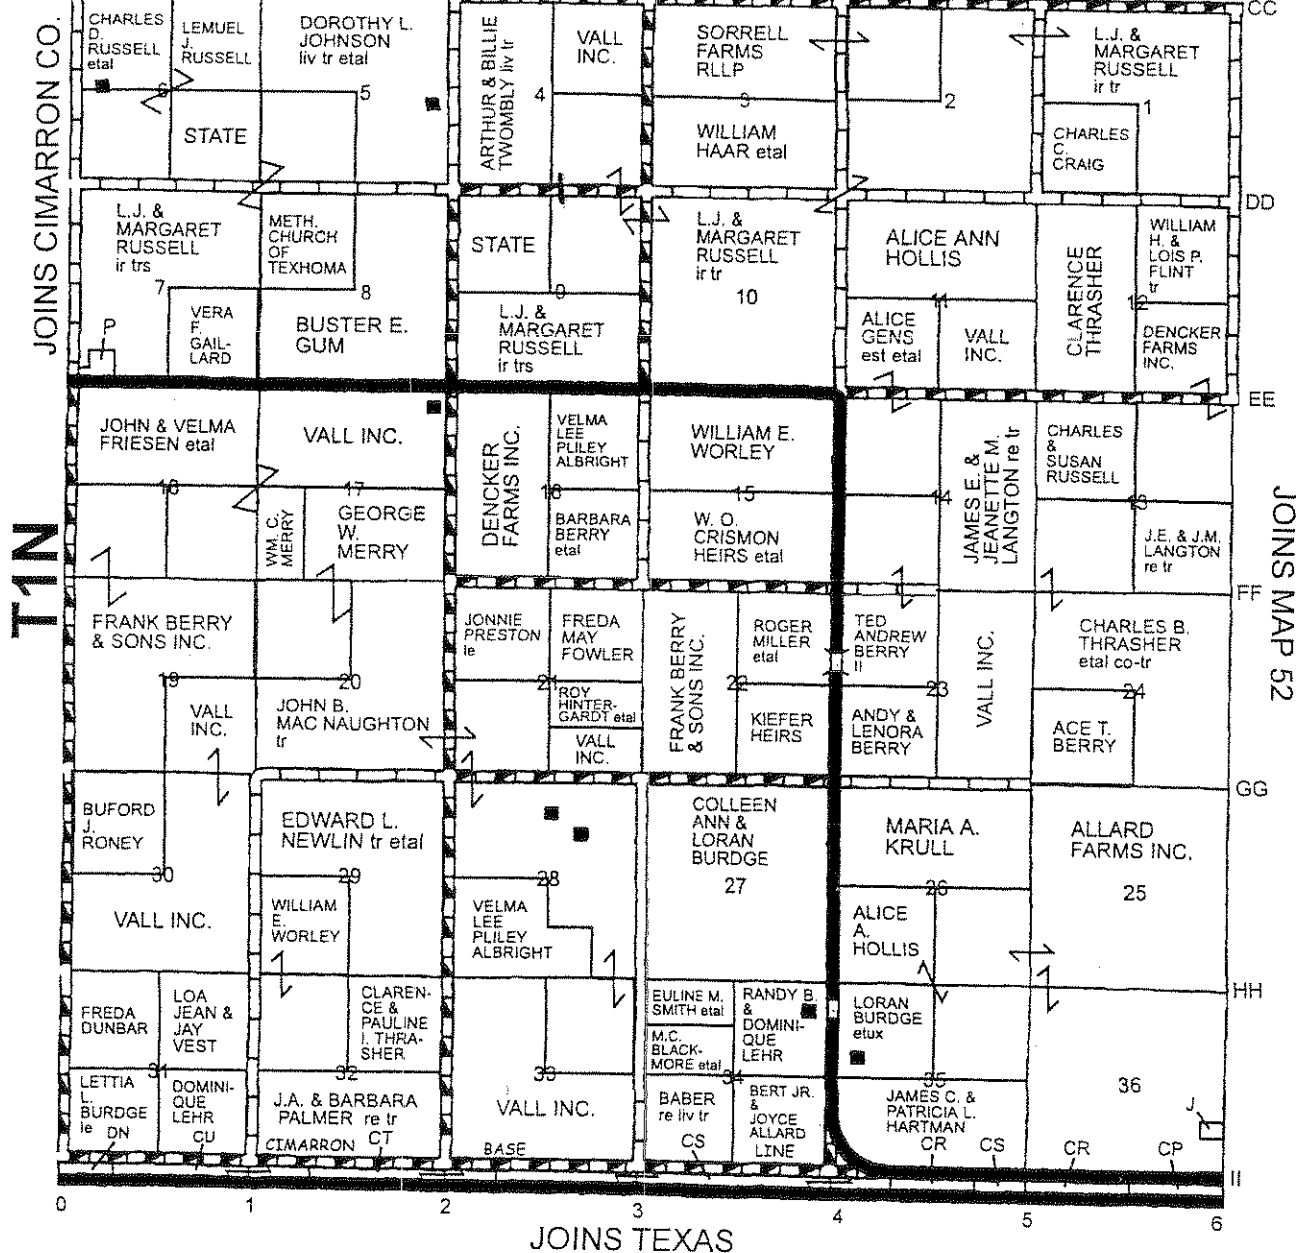 CHARLES
D.
RUSSELL
etal
LEMUEL
J.
RUSSELL
6
STATE
DOROTHY L.
JOHNSON
liv tr etal
5
ARTHUR & BILLIE
TWOMBLY liv tr
4
VALL
INC.
SORRELL
FARMS
RLLP
3
WILLIAM
HAAR etal
2
L.J. &
MARGARET
RUSSELL
ir tr
1
CHARLES
C.
CRAIG
CC
JOINS CIMARRON CO.
L.J. &
MARGARET
RUSSELL
ir trs
7
P
VERA
F.
GAIL-
LARD
METH.
CHURCH
OF
TEXHOMA
8
BUSTER E.
GUM
STATE
9
L.J. &
MARGARET
RUSSELL
ir trs
L.J. &
MARGARET
RUSSELL
ir tr
10
ALICE ANN
HOLLIS
11
ALICE
GENS
est etal
VALL
INC.
CLARENCE
THRASHER
WILLIAM
H. &
LOIS P.
FLINT
tr
12
DENCKER
FARMS
INC.
DD
EE
JOHN & VELMA
FRIESEN etal
18
VALL INC.
17
WM. C.
MERRY
GEORGE
W.
MERRY
DENCKER
FARMS INC.
VELMA
LEE
PLILEY
ALBRIGHT
16
BARBARA
BERRY
etal
WILLIAM E.
WORLEY
15
W. O.
CRISMON
HEIRS etal
14
JAMES E. &
JEANETTE M.
LANGTON re tr
CHARLES
&
SUSAN
RUSSELL
13
J.E. & J.M.
LANGTON
re tr
T1N
JOINS MAP 52
FF
FRANK BERRY
& SONS INC.
19
VALL
INC.
20
JOHN B.
MAC NAUGHTON
tr
JONNIE
PRESTON
le
FREDA
MAY
FOWLER
21
ROY
HINTER-
GARDT etal
VALL
INC.
FRANK BERRY
& SONS INC.
ROGER
MILLER
etal
22
KIEFER
HEIRS
TED
ANDREW
BERRY
II
23
ANDY &
LENORA
BERRY
VALL INC.
CHARLES B.
THRASHER
etal co-tr
24
ACE T.
BERRY
GG
BUFORD
J.
RONEY
30
VALL INC.
EDWARD L.
NEWLIN tr etal
29
WILLIAM
E.
WORLEY
28
VELMA
LEE
PLILEY
ALBRIGHT
COLLEEN
ANN &
LORAN
BURDGE
27
MARIA A.
KRULL
26
ALICE
A.
HOLLIS
ALLARD
FARMS INC.
25
HH
FREDA
DUNBAR
LOA
JEAN &
JAY
VEST
31
LETTIA
L.
BURDGE
le
DN
DOMINI-
QUE
LEHR
CU
CLAREN-
CE &
PAULINE
I. THRA-
SHER
32
J.A. & BARBARA
PALMER re tr
CIMARRON
CT
33
VALL INC.
BASE
EULINE M.
SMITH etal
M.C.
BLACK-
MORE etal
RANDY B.
&
DOMINI-
QUE
LEHR
34
BABER
re liv tr
CS
BERT JR.
&
JOYCE
ALLARD
LINE
LORAN
BURDGE
etux
35
JAMES C. &
PATRICIA L.
HARTMAN
CR
CS
36
J
CR
CP
II
0
1
2
3
4
5
6
JOINS TEXAS